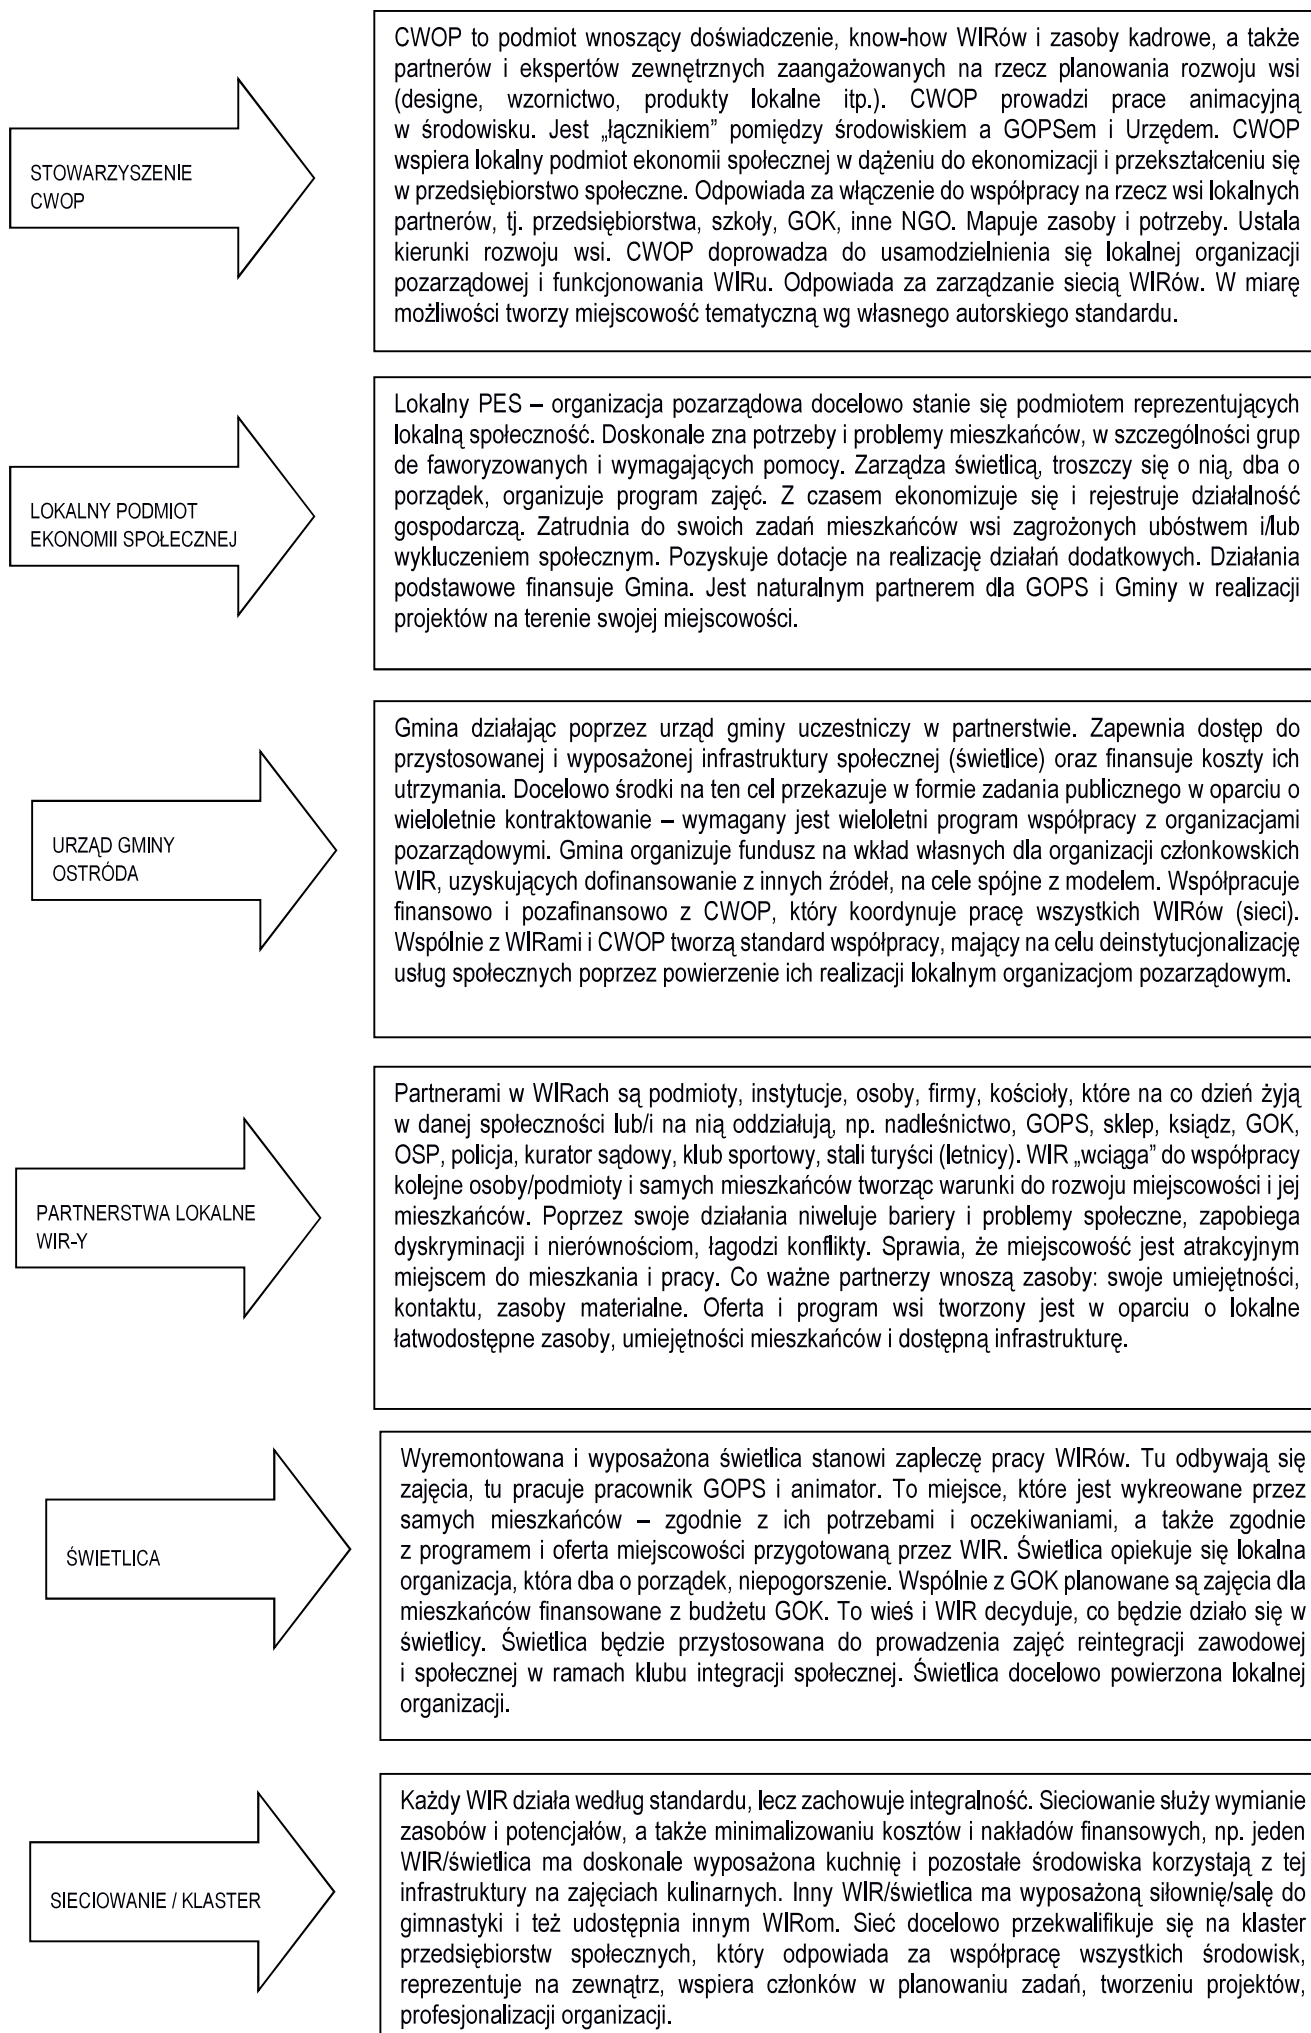 CWOP to podmiot wnoszący doświadczenie, know-how WIRów i zasoby kadrowe, a także
partnerów i ekspertów zewnętrznych zaangażowanych na rzecz planowania rozwoju wsi
(designe, wzornictwo, produkty lokalne itp.). CWOP prowadzi prace animacyjną
w środowisku. Jest „łącznikiem” pomiędzy środowiskiem a GOPSem i Urzędem. CWOP
wspiera lokalny podmiot ekonomii społecznej w dążeniu do ekonomizacji i przekształceniu się
w przedsiębiorstwo społeczne. Odpowiada za włączenie do współpracy na rzecz wsi lokalnych
partnerów, tj. przedsiębiorstwa, szkoły, GOK, inne NGO. Mapuje zasoby i potrzeby. Ustala
kierunki rozwoju wsi. CWOP doprowadza do usamodzielnienia się lokalnej organizacji
pozarządowej i funkcjonowania WIRu. Odpowiada za zarządzanie siecią WIRów. W miarę
możliwości tworzy miejscowość tematyczną wg własnego autorskiego standardu.
STOWARZYSZENIE
CWOP
Lokalny PES – organizacja pozarządowa docelowo stanie się podmiotem reprezentujących
lokalną społeczność. Doskonale zna potrzeby i problemy mieszkańców, w szczególności grup
de faworyzowanych i wymagających pomocy. Zarządza świetlicą, troszczy się o nią, dba o
porządek, organizuje program zajęć. Z czasem ekonomizuje się i rejestruje działalność
gospodarczą. Zatrudnia do swoich zadań mieszkańców wsi zagrożonych ubóstwem i/lub
wykluczeniem społecznym. Pozyskuje dotacje na realizację działań dodatkowych. Działania
podstawowe finansuje Gmina. Jest naturalnym partnerem dla GOPS i Gminy w realizacji
projektów na terenie swojej miejscowości.
LOKALNY PODMIOT
EKONOMII SPOŁECZNEJ
Gmina działając poprzez urząd gminy uczestniczy w partnerstwie. Zapewnia dostęp do
przystosowanej i wyposażonej infrastruktury społecznej (świetlice) oraz finansuje koszty ich
utrzymania. Docelowo środki na ten cel przekazuje w formie zadania publicznego w oparciu o
wieloletnie kontraktowanie – wymagany jest wieloletni program współpracy z organizacjami
pozarządowymi. Gmina organizuje fundusz na wkład własnych dla organizacji członkowskich
WIR, uzyskujących dofinansowanie z innych źródeł, na cele spójne z modelem. Współpracuje
finansowo i pozafinansowo z CWOP, który koordynuje pracę wszystkich WIRów (sieci).
Wspólnie z WIRami i CWOP tworzą standard współpracy, mający na celu deinstytucjonalizację
usług społecznych poprzez powierzenie ich realizacji lokalnym organizacjom pozarządowym.
URZĄD GMINY
OSTRÓDA
Partnerami w WIRach są podmioty, instytucje, osoby, firmy, kościoły, które na co dzień żyją
w danej społeczności lub/i na nią oddziałują, np. nadleśnictwo, GOPS, sklep, ksiądz, GOK,
OSP, policja, kurator sądowy, klub sportowy, stali turyści (letnicy). WIR „wciąga” do współpracy
kolejne osoby/podmioty i samych mieszkańców tworząc warunki do rozwoju miejscowości i jej
mieszkańców. Poprzez swoje działania niweluje bariery i problemy społeczne, zapobiega
dyskryminacji i nierównościom, łagodzi konflikty. Sprawia, że miejscowość jest atrakcyjnym
miejscem do mieszkania i pracy. Co ważne partnerzy wnoszą zasoby: swoje umiejętności,
kontaktu, zasoby materialne. Oferta i program wsi tworzony jest w oparciu o lokalne
łatwodostępne zasoby, umiejętności mieszkańców i dostępną infrastrukturę.
PARTNERSTWA LOKALNE
WIR-Y
Wyremontowana i wyposażona świetlica stanowi zapleczę pracy WIRów. Tu odbywają się
zajęcia, tu pracuje pracownik GOPS i animator. To miejsce, które jest wykreowane przez
samych mieszkańców – zgodnie z ich potrzebami i oczekiwaniami, a także zgodnie
z programem i oferta miejscowości przygotowaną przez WIR. Świetlica opiekuje się lokalna
organizacja, która dba o porządek, niepogorszenie. Wspólnie z GOK planowane są zajęcia dla
mieszkańców finansowane z budżetu GOK. To wieś i WIR decyduje, co będzie działo się w
świetlicy. Świetlica będzie przystosowana do prowadzenia zajęć reintegracji zawodowej
i społecznej w ramach klubu integracji społecznej. Świetlica docelowo powierzona lokalnej
organizacji.
ŚWIETLICA
Każdy WIR działa według standardu, lecz zachowuje integralność. Sieciowanie służy wymianie
zasobów i potencjałów, a także minimalizowaniu kosztów i nakładów finansowych, np. jeden
WIR/świetlica ma doskonale wyposażona kuchnię i pozostałe środowiska korzystają z tej
infrastruktury na zajęciach kulinarnych. Inny WIR/świetlica ma wyposażoną siłownię/salę do
gimnastyki i też udostępnia innym WIRom. Sieć docelowo przekwalifikuje się na klaster
przedsiębiorstw społecznych, który odpowiada za współpracę wszystkich środowisk,
reprezentuje na zewnątrz, wspiera członków w planowaniu zadań, tworzeniu projektów,
profesjonalizacji organizacji.
SIECIOWANIE / KLASTER